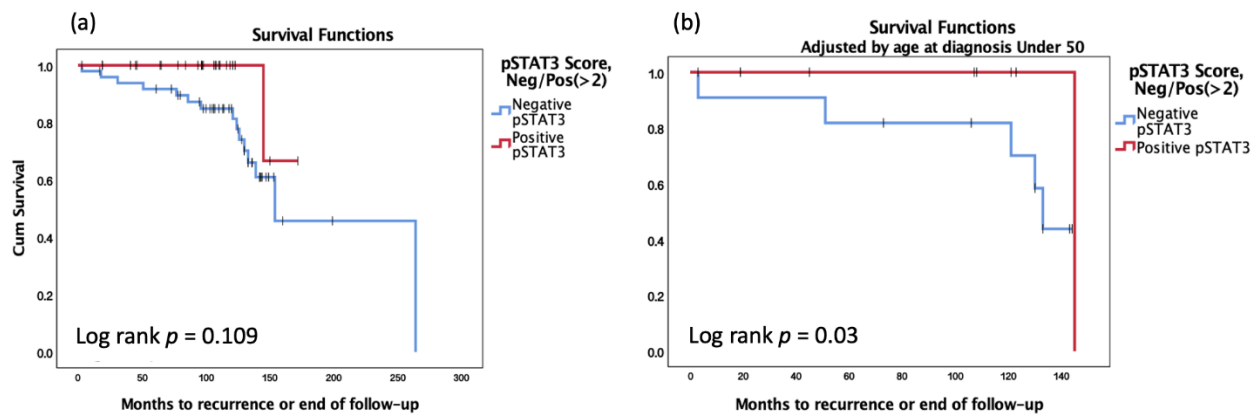 (a)
Survival Functions
pSTAT3 Score,
Neg/Pos(>2)
Negative
pSTAT3
Positive
pSTAT3
Cum Survival
1.0
0.8
0.6
0.4
0.2
0.0
Log rank p = 0.109
0 50 100 150 200 250 300
Months to recurrence or end of follow-up
(b)
Survival Functions
Adjusted by age at diagnosis Under 50
pSTAT3 Score,
Neg/Pos(>2)
Negative
pSTAT3
Positive pSTAT3
1.0
0.8
0.6
0.4
0.2
0.0
Log rank p = 0.03
0 20 40 60 80 100 120 140
Months to recurrence or end of follow-up